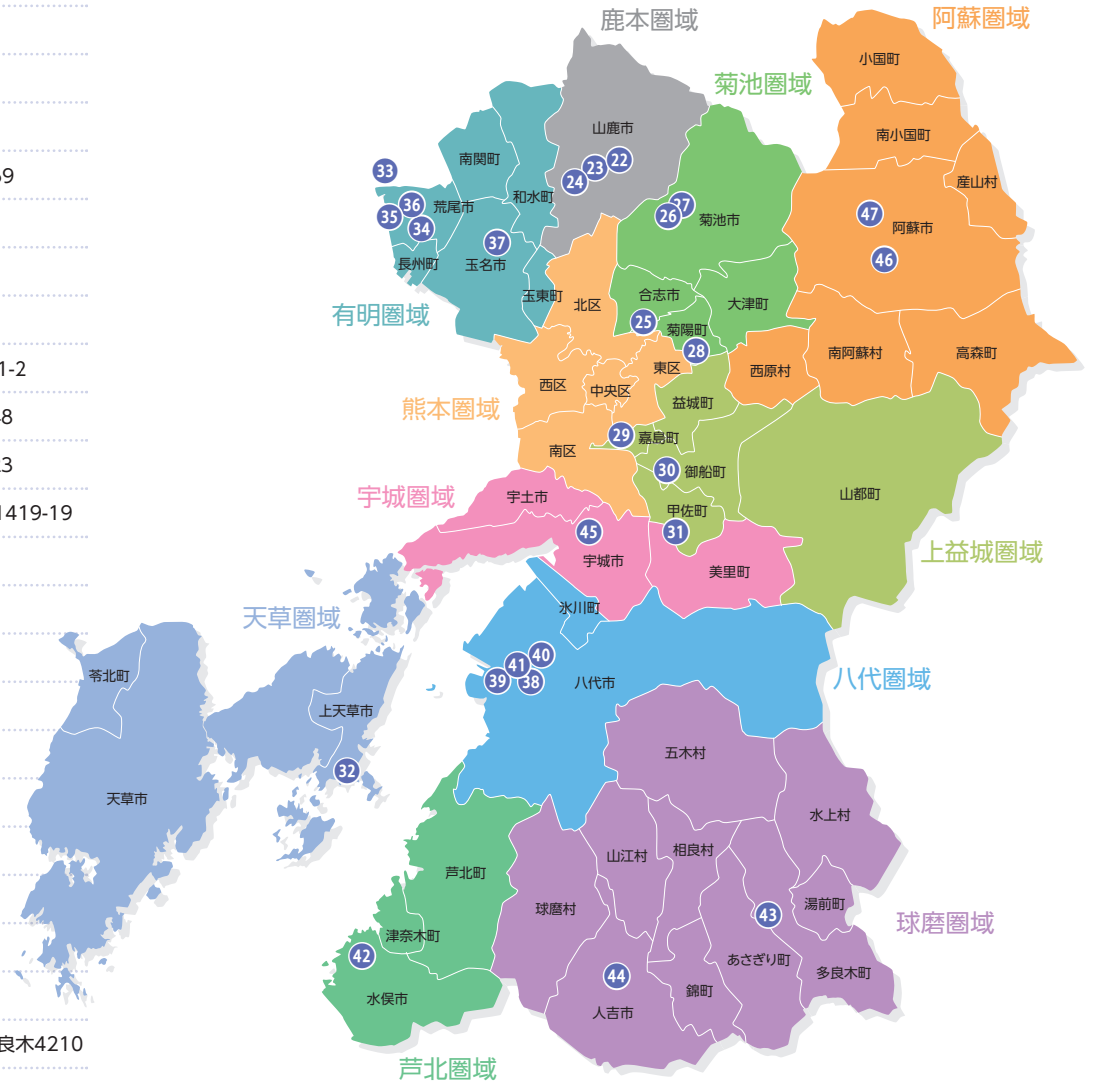 69
1-2
48
23
1419-19
良木4210
鹿本圏域
阿蘇圏域
菊池圏域
小国町
南小国町
産山村
山鹿市
22
23
24
33
南関町
和水町
36
荒尾市
35
34
37
長州町
玉名市
玉東町
有明圏域
27
26
菊池市
47
阿蘇市
46
合志市
25
菊陽町
28
大津町
北区
東区
西区
中央区
西原村
南阿蘇村
高森町
熊本圏域
益城町
29
嘉島町
南区
30
御船町
山都町
甲佐町
31
上益城圏域
宇城圏域
宇土市
45
宇城市
美里町
氷川町
天草圏域
苓北町
上天草市
32
天草市
40
41
39
38
八代市
八代圏域
五木村
水上村
山江村
相良村
芦北町
球磨村
43
湯前町
球磨圏域
津奈木町
42
あさぎり町
多良木町
44
水俣市
人吉市
錦町
芦北圏域